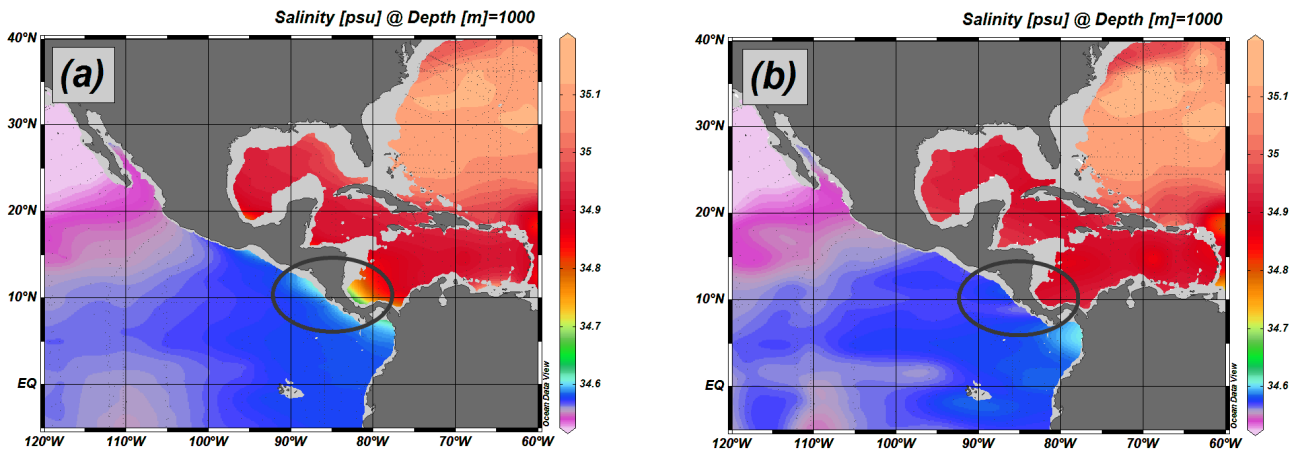 Salinity [psu] @ Depth [m]=1000
(a)
40°N
30°N
20°N
10°N
EQ
120°W
110°W
100°W
90°W
80°W
70°W
60°W
35.1
35
34.9
34.8
34.7
34.6
Ocean Data View
Salinity [psu] @ Depth [m]=1000
(b)
40°N
30°N
20°N
10°N
EQ
120°W
110°W
100°W
90°W
80°W
70°W
60°W
35.1
35
34.9
34.8
34.7
34.6
Ocean Data View